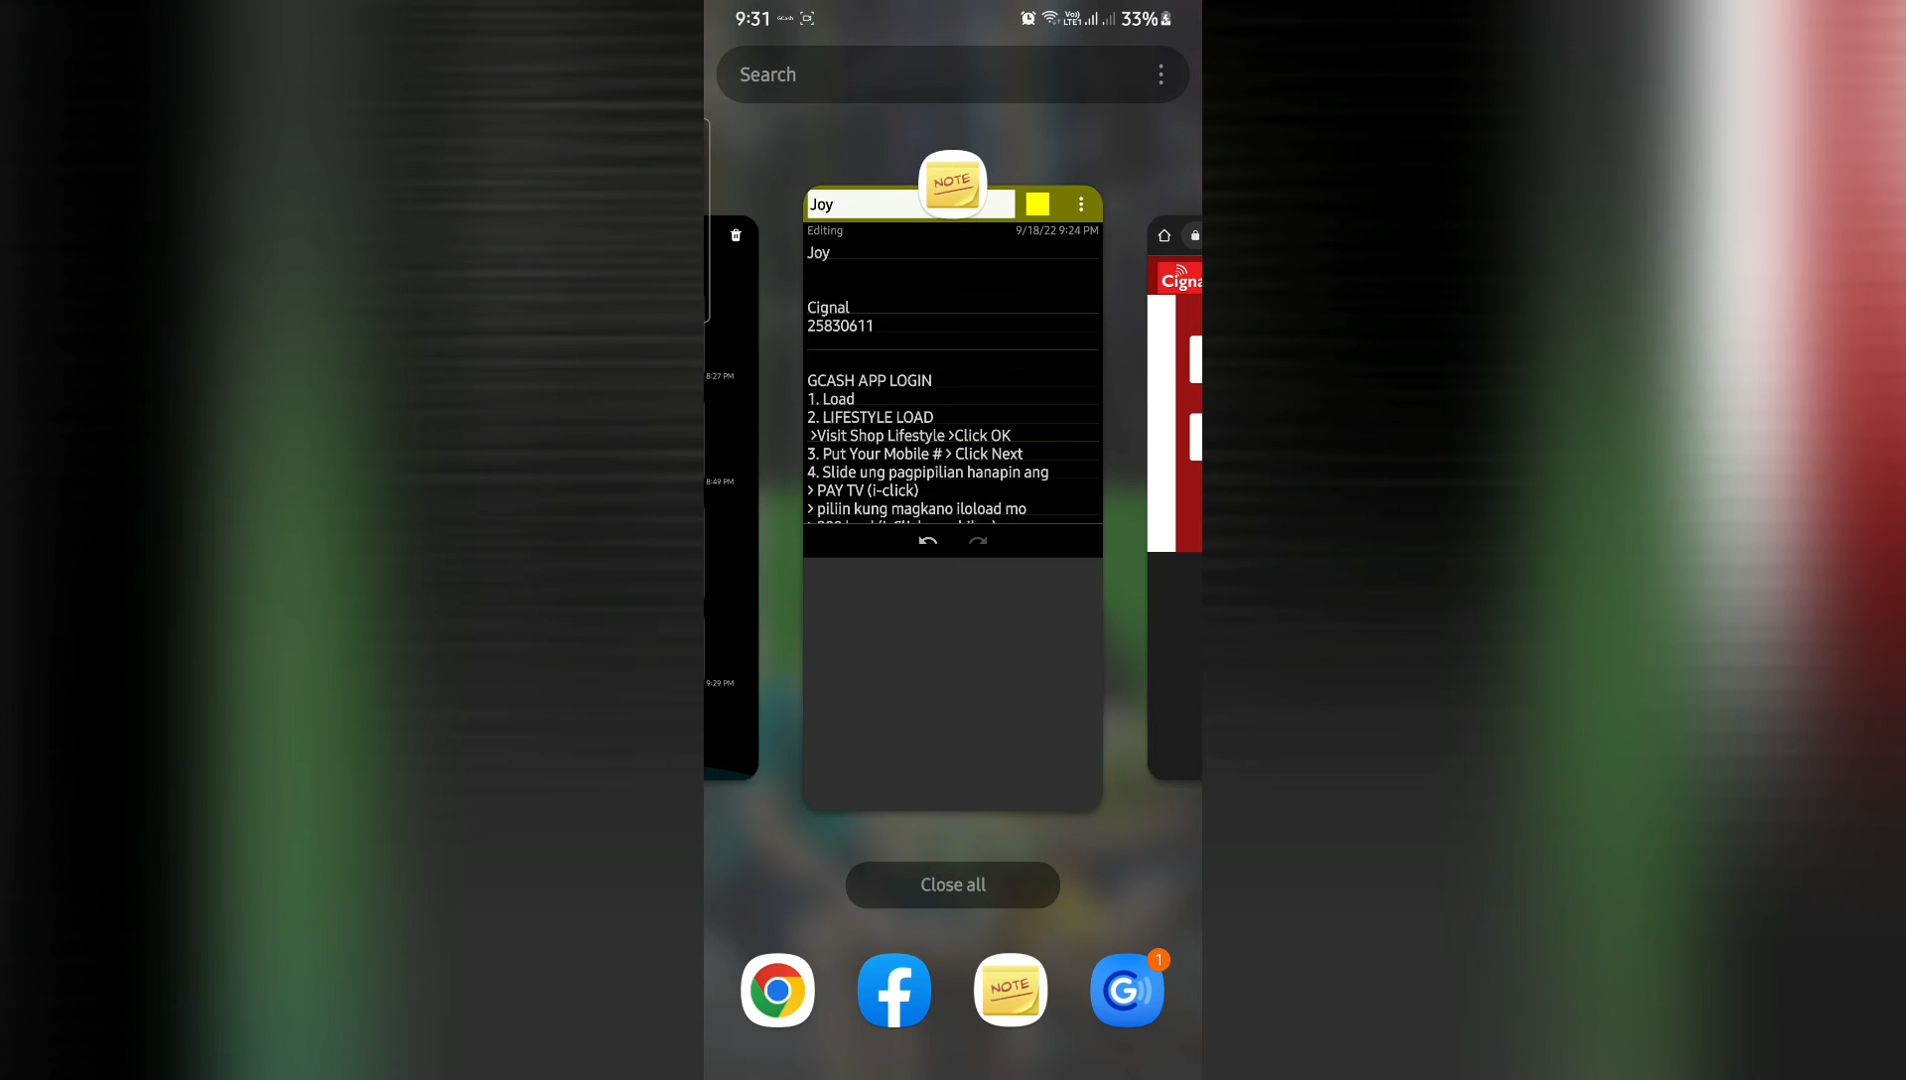 9:31 GCash Vo)) LTE1 33%
Search
NOTE
Joy
Editing 9/18/22 9:24 PM
Joy
Cignal
25830611
GCASH APP LOGIN
1. Load
2. LIFESTYLE LOAD
>Visit Shop Lifestyle >Click OK
3. Put Your Mobile # > Click Next
4. Slide ung pagpipilian hanapin ang
> PAY TV (i-click)
> piliin kung magkano iloload mo
8:27 PM
8:49 PM
9:29 PM
Cigna
Close all
NOTE
1